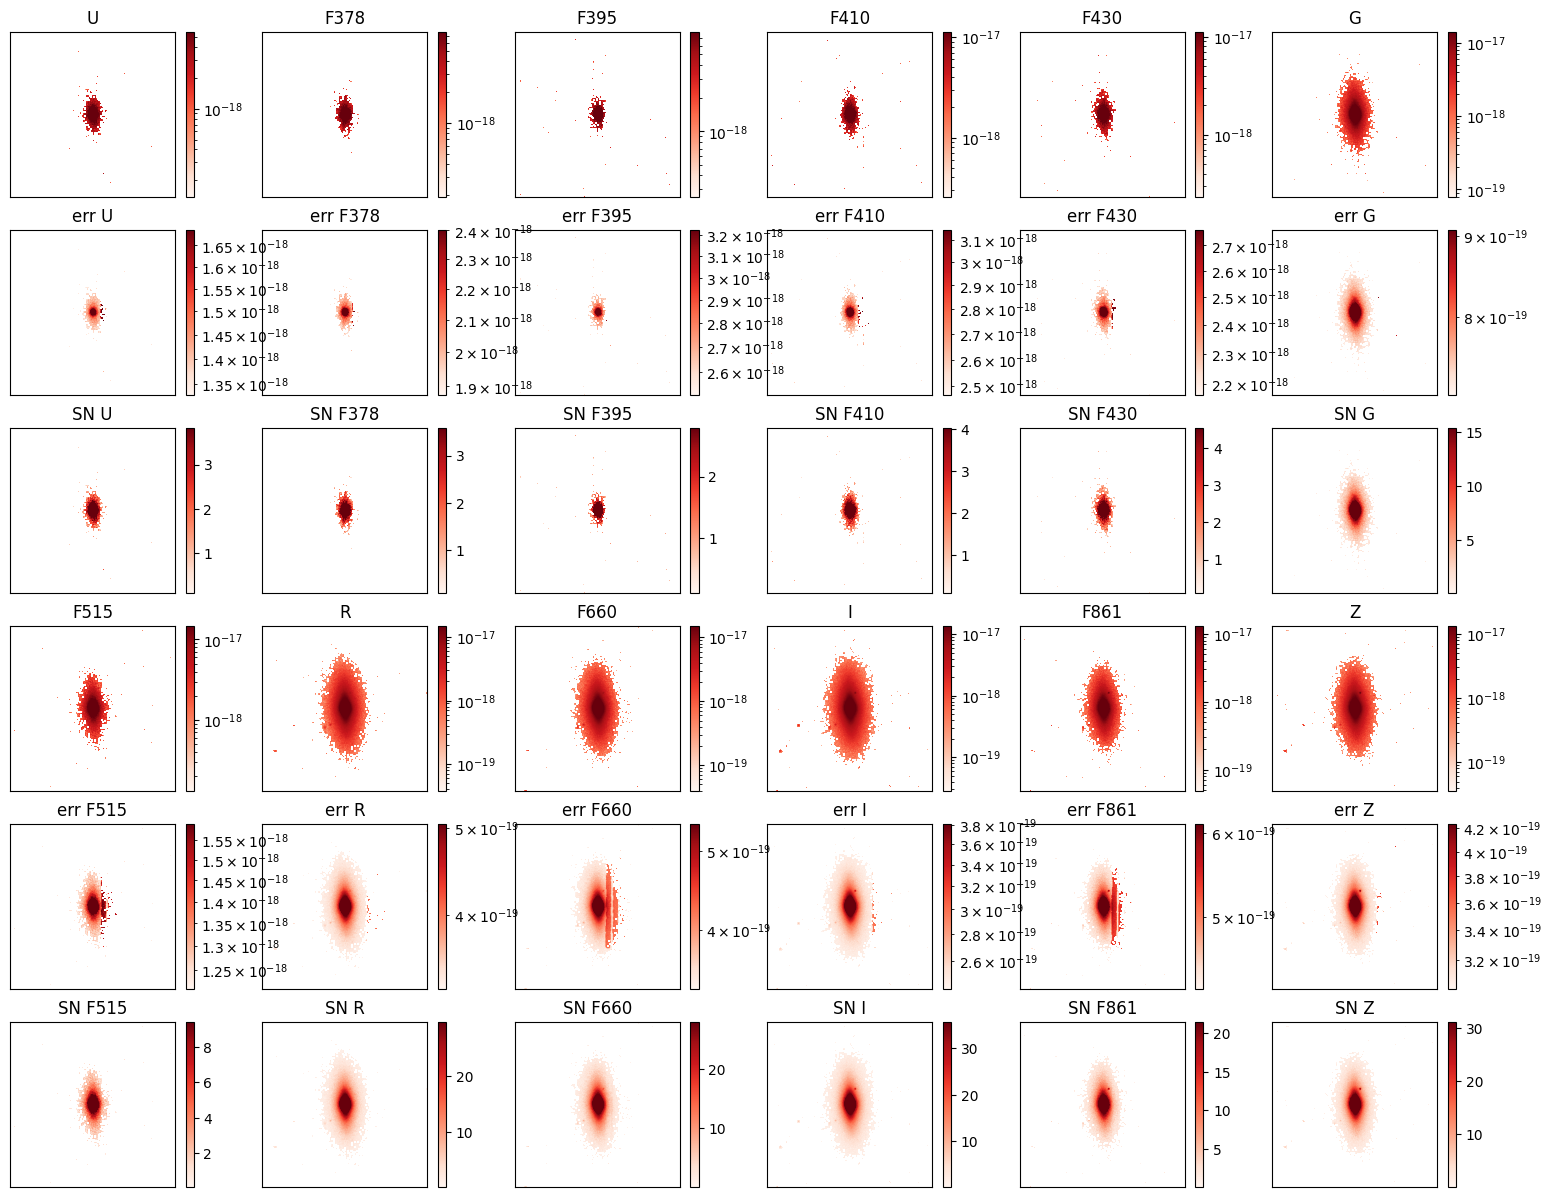 U F378 F395 F410 F430 G
10⁻¹⁸ 10⁻¹⁸ 10⁻¹⁸ 10⁻¹⁷ 10⁻¹⁸ 10⁻¹⁷ 10⁻¹⁸ 10⁻¹⁷ 10⁻¹⁸ 10⁻¹⁹
err U err F378 err F395 err F410 err F430 err G
1.65 × 10⁻¹⁸ 1.6 × 10⁻¹⁸ 1.55 × 10⁻¹⁸ 1.5 × 10⁻¹⁸ 1.45 × 10⁻¹⁸ 1.4 × 10⁻¹⁸ 1.35 × 10⁻¹⁸
2.4 × 10⁻¹⁸ 2.3 × 10⁻¹⁸ 2.2 × 10⁻¹⁸ 2.1 × 10⁻¹⁸ 2 × 10⁻¹⁸ 1.9 × 10⁻¹⁸
3.2 × 10⁻¹⁸ 3.1 × 10⁻¹⁸ 3 × 10⁻¹⁸ 2.9 × 10⁻¹⁸ 2.8 × 10⁻¹⁸ 2.7 × 10⁻¹⁸ 2.6 × 10⁻¹⁸
3.1 × 10⁻¹⁸ 3 × 10⁻¹⁸ 2.9 × 10⁻¹⁸ 2.8 × 10⁻¹⁸ 2.7 × 10⁻¹⁸ 2.6 × 10⁻¹⁸ 2.5 × 10⁻¹⁸
2.7 × 10⁻¹⁸ 2.6 × 10⁻¹⁸ 2.5 × 10⁻¹⁸ 2.4 × 10⁻¹⁸ 2.3 × 10⁻¹⁸ 2.2 × 10⁻¹⁸
9 × 10⁻¹⁹ 8 × 10⁻¹⁹
SN U SN F378 SN F395 SN F410 SN F430 SN G
3 2 1
3 2 1
2 1
4 3 2 1
4 3 2 1
15 10 5
F515 R F660 I F861 Z
10⁻¹⁷ 10⁻¹⁸
10⁻¹⁷ 10⁻¹⁸ 10⁻¹⁹
10⁻¹⁷ 10⁻¹⁸ 10⁻¹⁹
10⁻¹⁷ 10⁻¹⁸ 10⁻¹⁹
10⁻¹⁷ 10⁻¹⁸ 10⁻¹⁹
10⁻¹⁷ 10⁻¹⁸ 10⁻¹⁹
err F515 err R err F660 err I err F861 err Z
1.55 × 10⁻¹⁸ 1.5 × 10⁻¹⁸ 1.45 × 10⁻¹⁸ 1.4 × 10⁻¹⁸ 1.35 × 10⁻¹⁸ 1.3 × 10⁻¹⁸ 1.25 × 10⁻¹⁸
5 × 10⁻¹⁹ 4 × 10⁻¹⁹
5 × 10⁻¹⁹ 4 × 10⁻¹⁹
3.8 × 10⁻¹⁹ 3.6 × 10⁻¹⁹ 3.4 × 10⁻¹⁹ 3.2 × 10⁻¹⁹ 3 × 10⁻¹⁹ 2.8 × 10⁻¹⁹ 2.6 × 10⁻¹⁹
6 × 10⁻¹⁹ 5 × 10⁻¹⁹
4.2 × 10⁻¹⁹ 4 × 10⁻¹⁹ 3.8 × 10⁻¹⁹ 3.6 × 10⁻¹⁹ 3.4 × 10⁻¹⁹ 3.2 × 10⁻¹⁹
SN F515 SN R SN F660 SN I SN F861 SN Z
8 6 4 2
20 10
20 10
30 20 10
20 15 10 5
30 20 10